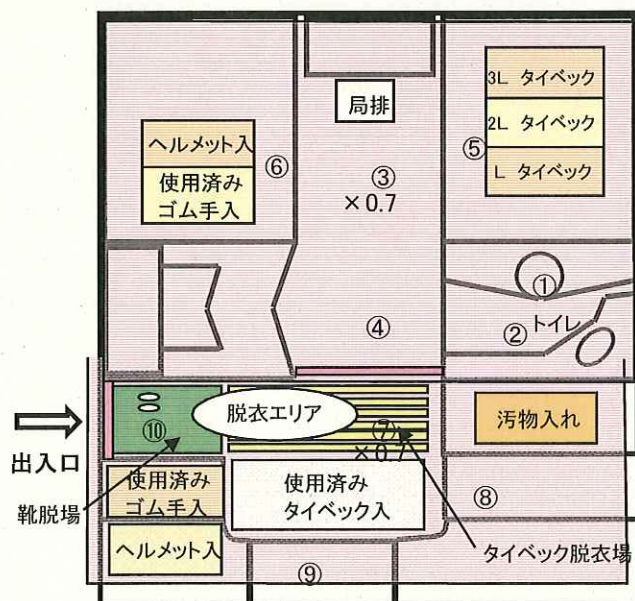 局排
3L タイベック
2L タイベック
L タイベック
⑤
ヘルメット入
使用済み
ゴム手入
⑥
③
×0.7
①
②
トイレ
④
出入口
⑩
脱衣エリア
⑦
×0.7
汚物入れ
靴脱場
使用済み
ゴム手入
使用済み
タイベック入
⑧
ヘルメット入
タイベック脱衣場
⑨